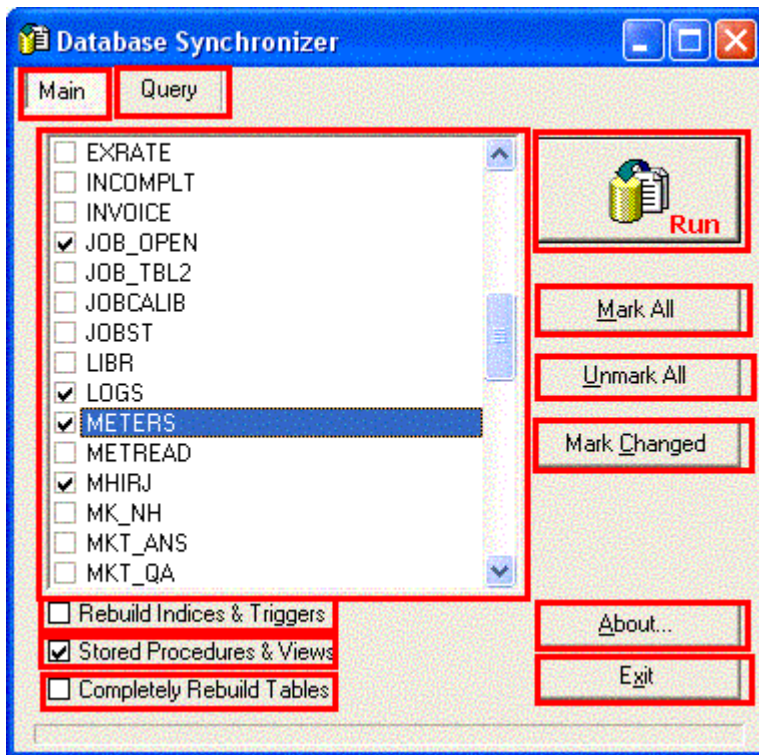 Database Synchronizer
Main
Query
EXRATE
INCOMPLT
INVOICE
JOB_OPEN
JOB_TBL2
JOBCALIB
JOBST
LIBR
LOGS
METERS
METREAD
MHIRJ
MK_NH
MKT_ANS
MKT_QA
Run
Mark All
Unmark All
Mark Changed
Rebuild Indices & Triggers
Stored Procedures & Views
Completely Rebuild Tables
About...
Exit